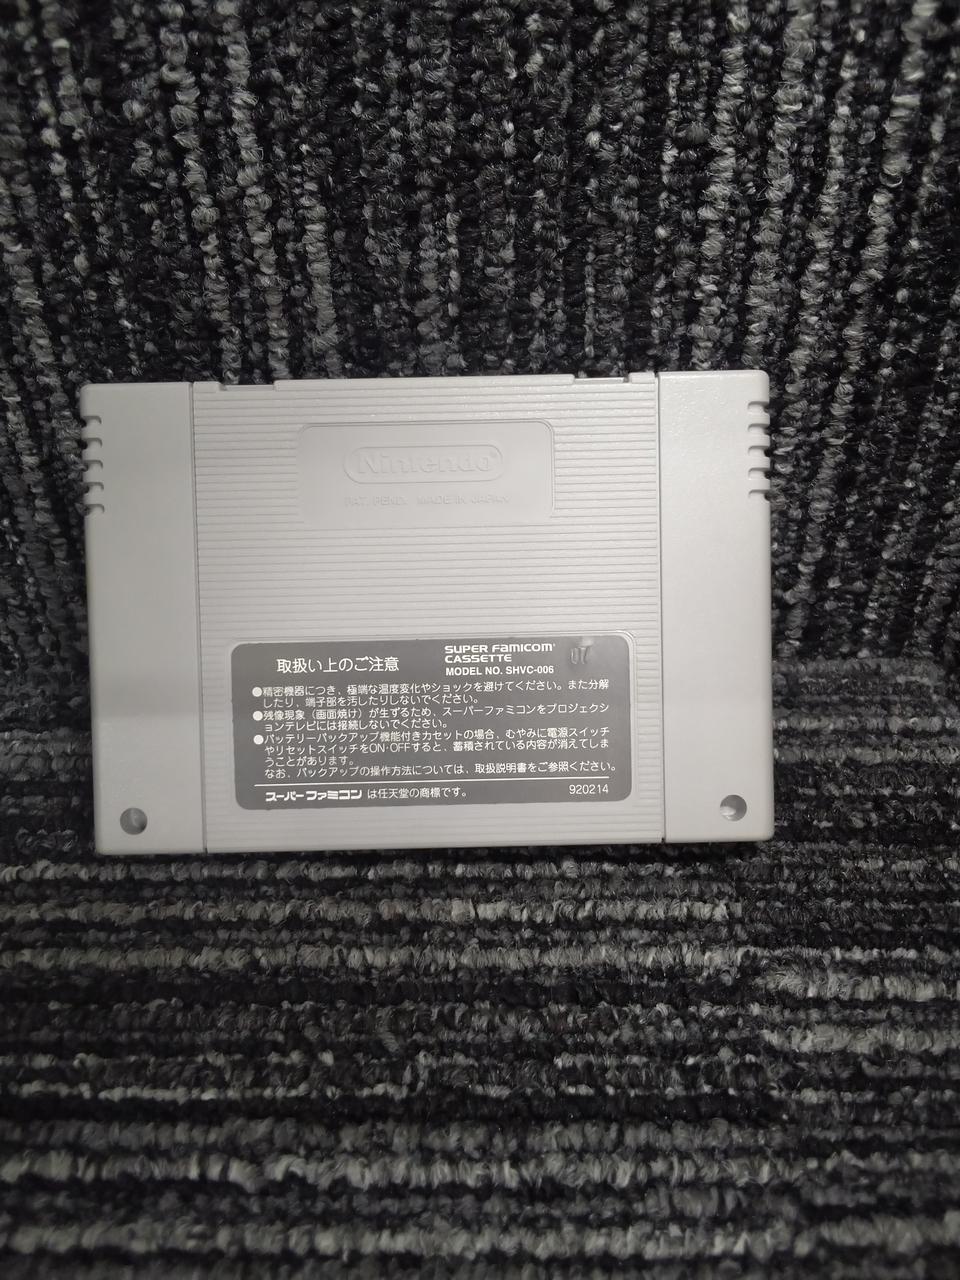 Nintendo®
PAT. PEND. MADE IN JAPAN
取扱い上のご注意
SUPER FAMICOM®
CASSETTE
MODEL NO. SHVC-006
07
●精密機器につき、極端な温度変化やショックを避けてください。また分解
したり、端子部を汚したりしないでください。
●残像現象(画面焼け)が生ずるため、スーパーファミコンをプロジェクシ
ョンテレビには接続しないでください。
●バッテリーバックアップ機能付きカセットの場合、むやみに電源スイッチ
やリセットスイッチをON・OFFすると、蓄積されている内容が消えてしま
うことがあります。
なお、バックアップの操作方法については、取扱説明書をご参照ください。
スーパーファミコン は任天堂の商標です。
920214